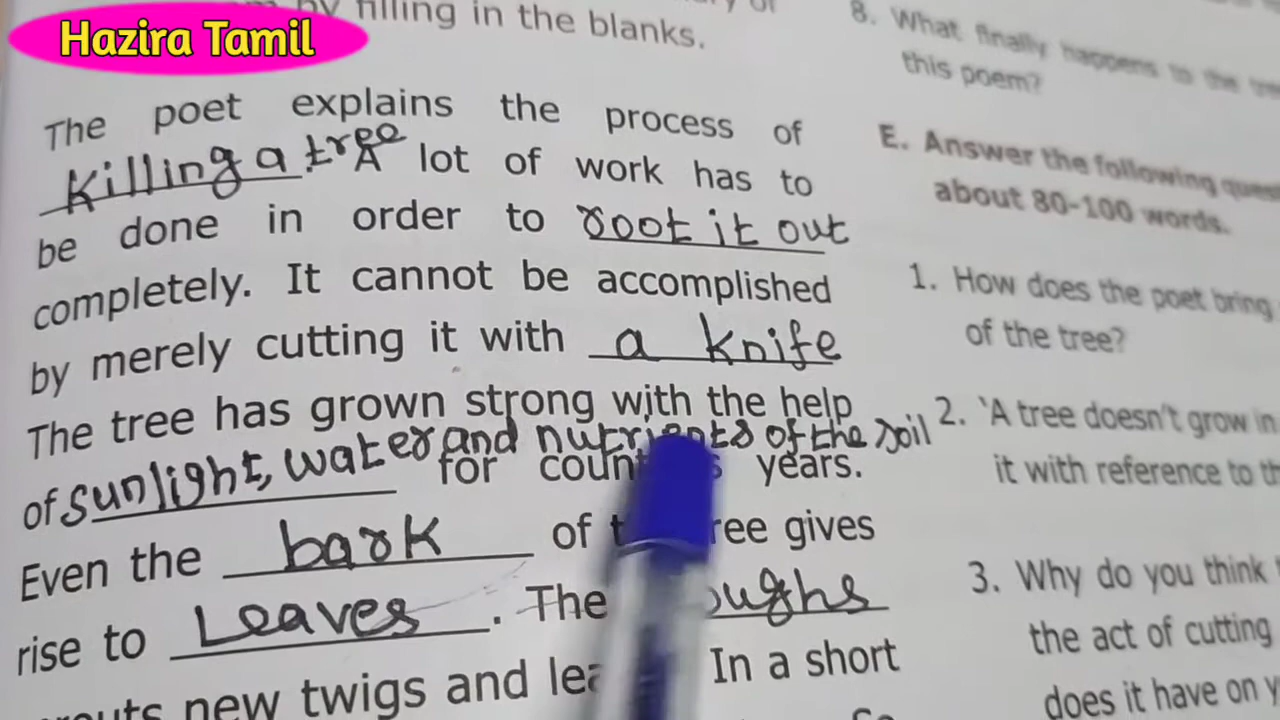 Hazira Tamil
by filling in the blanks.
The poet explains the process of
killing a tree. A lot of work has to
be done in order to root it out
completely. It cannot be accomplished
by merely cutting it with a knife
The tree has grown strong with the help
of sunlight, water and nutrients of the soil for years.
Even the bark of gives
rise to Leaves. The
new twigs and In a short
8. What finally happens to the
this poem?
E. Answer the following
about 80-100 words.
1. How does the poet bring
of the tree?
2. 'A tree doesn't grow in
it with reference to
3. Why do you think
the act of cutting
does it have on